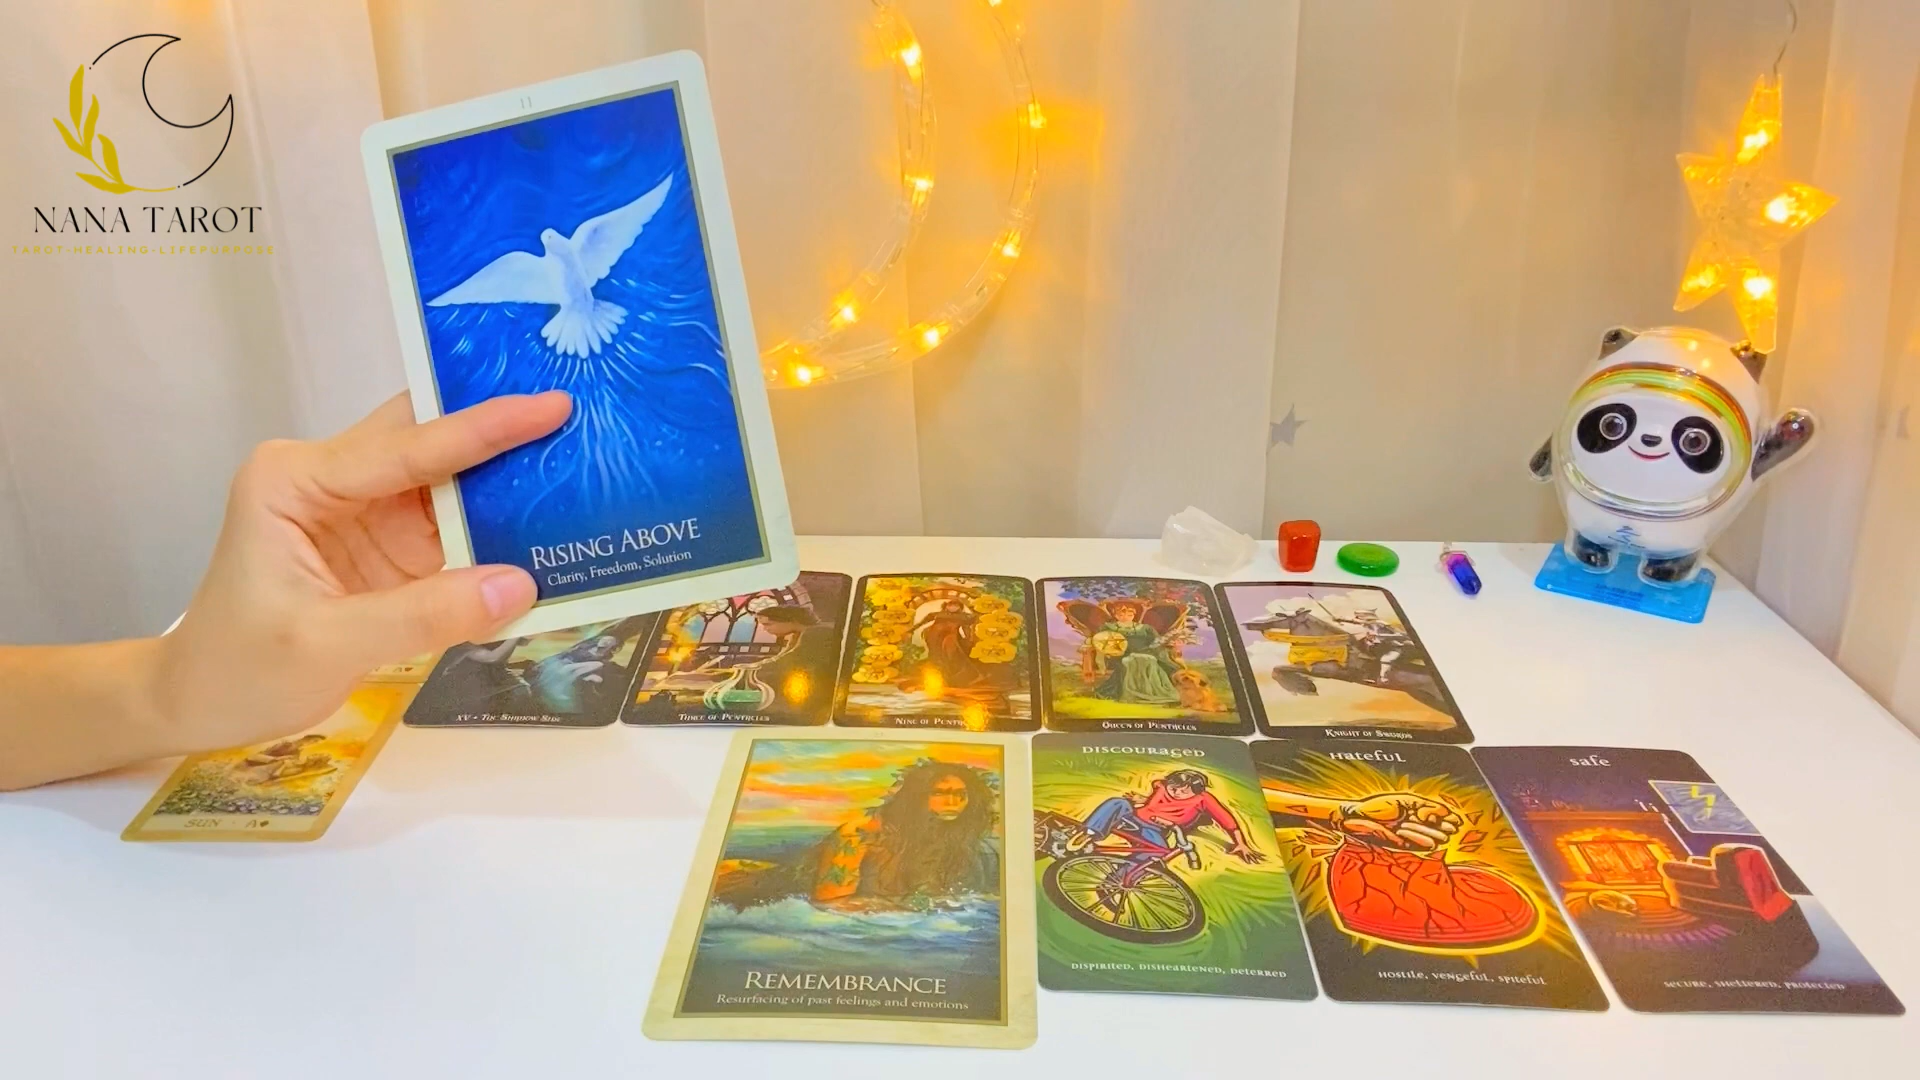 NANA TAROT
TAROT-HEALING-LIFEPURPOSE
11
RISING ABOVE
Clarity, Freedom, Solution
XV • The Shadow Side
Three of Pentacles
Nine of Pentacles
Queen of Pentacles
Knight of Swords
SUN • A
DISCOURAGED
DISPIRITED, DISHEARTENED, DETERRED
HATEFUL
HOSTILE, VENGEFUL, SPITEFUL
safe
SECURE, SHELTERED, PROTECTED
REMEMBRANCE
Resurfacing of past feelings and emotions